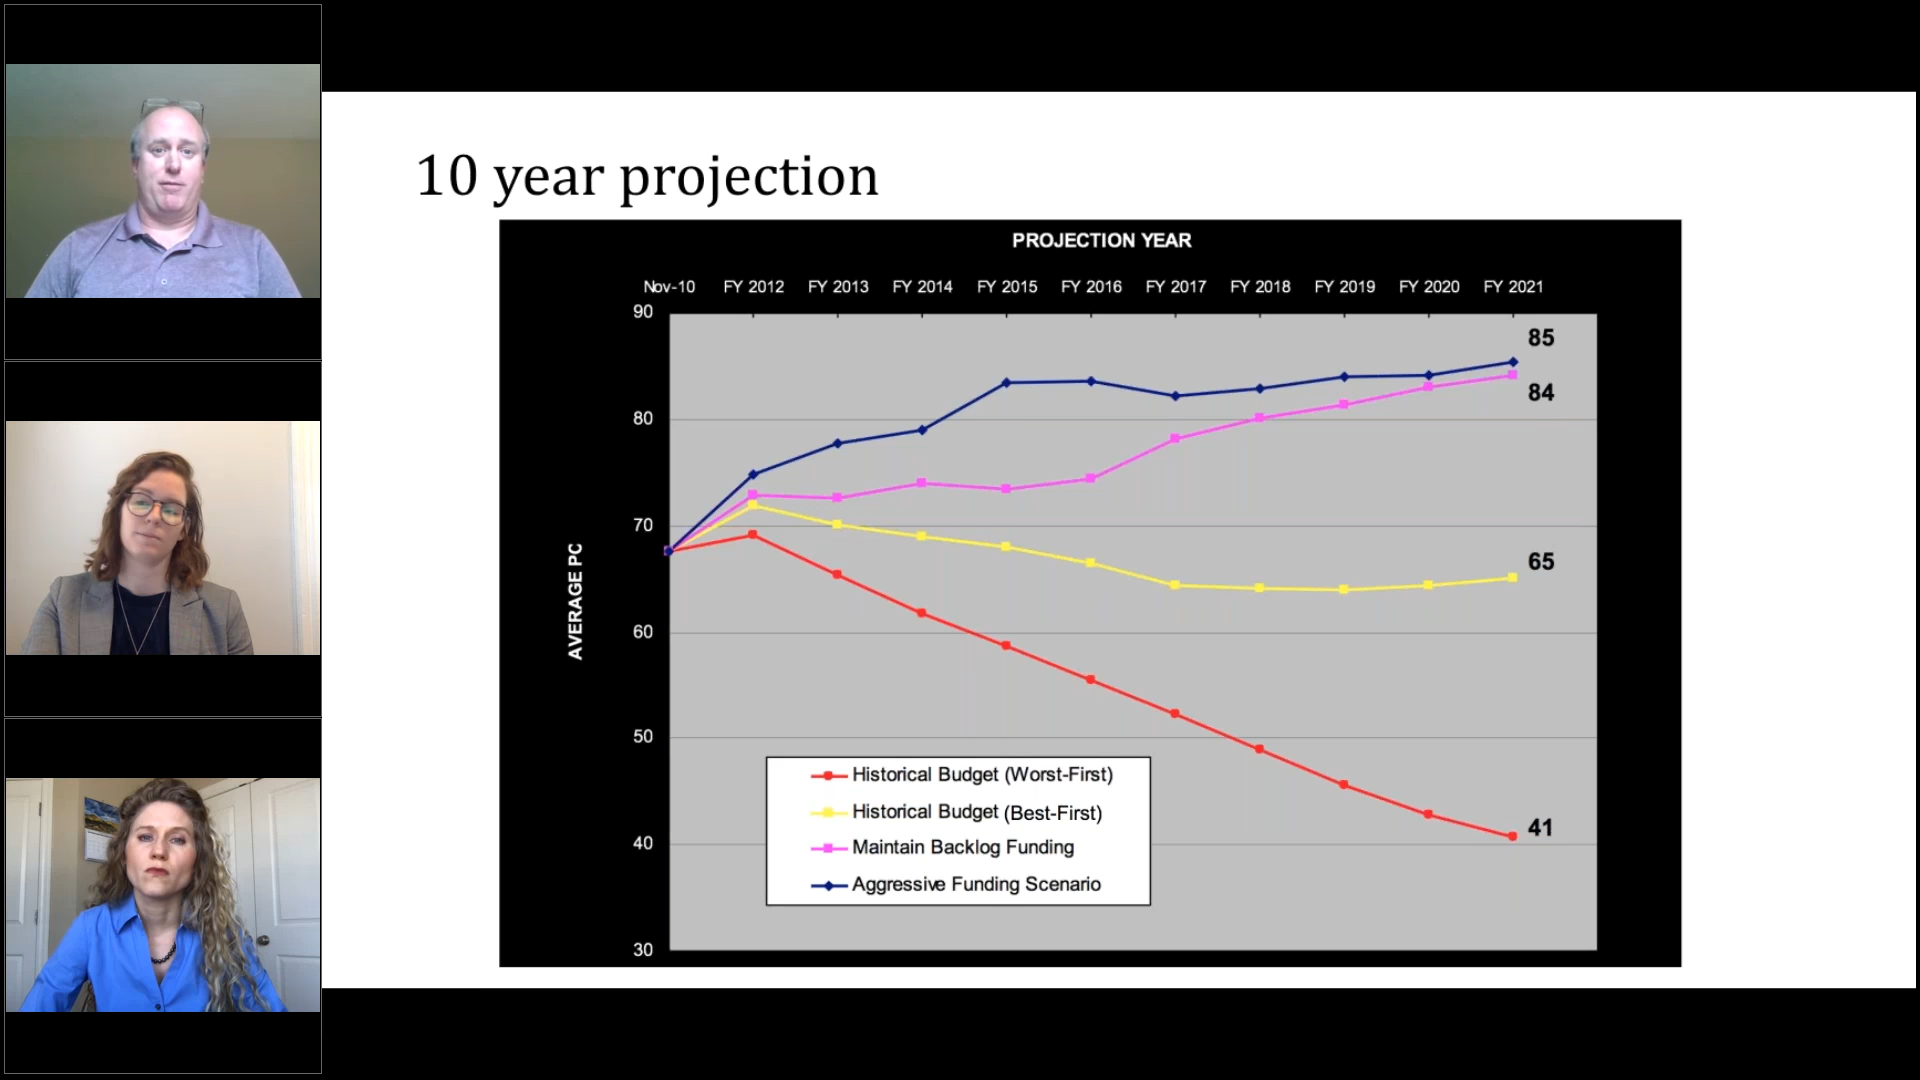 10 year projection
PROJECTION YEAR
Nov-10 FY 2012 FY 2013 FY 2014 FY 2015 FY 2016 FY 2017 FY 2018 FY 2019 FY 2020 FY 2021
90
80
70
60
50
40
30
AVERAGE PC
85
84
65
41
Historical Budget (Worst-First)
Historical Budget (Best-First)
Maintain Backlog Funding
Aggressive Funding Scenario